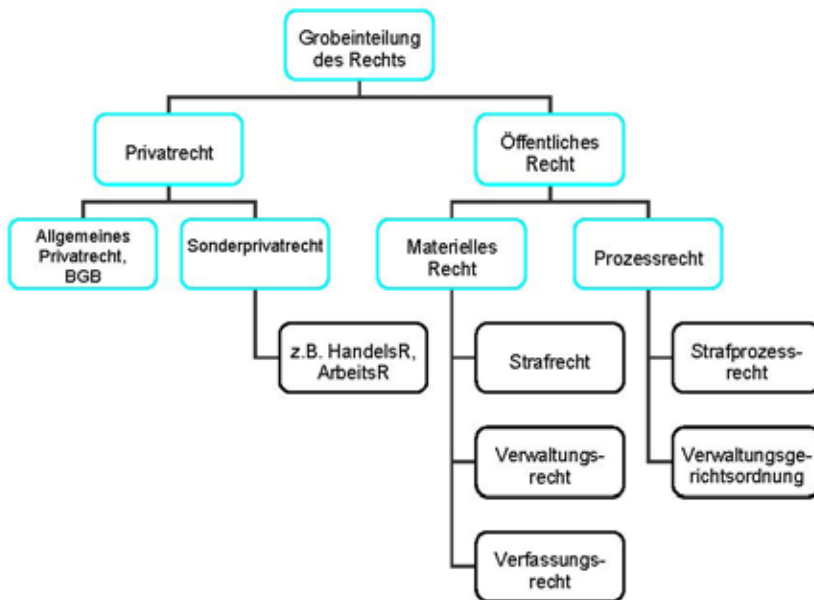 Grobeinteilung
des Rechts
Privatrecht
Öffentliches
Recht
Allgemeines
Privatrecht,
BGB
Sonderprivatrecht
Materielles
Recht
Prozessrecht
z.B. HandelsR,
ArbeitsR
Strafrecht
Strafprozess-
recht
Verwaltungs-
recht
Verwaltungsge-
richtsordnung
Verfassungs-
recht